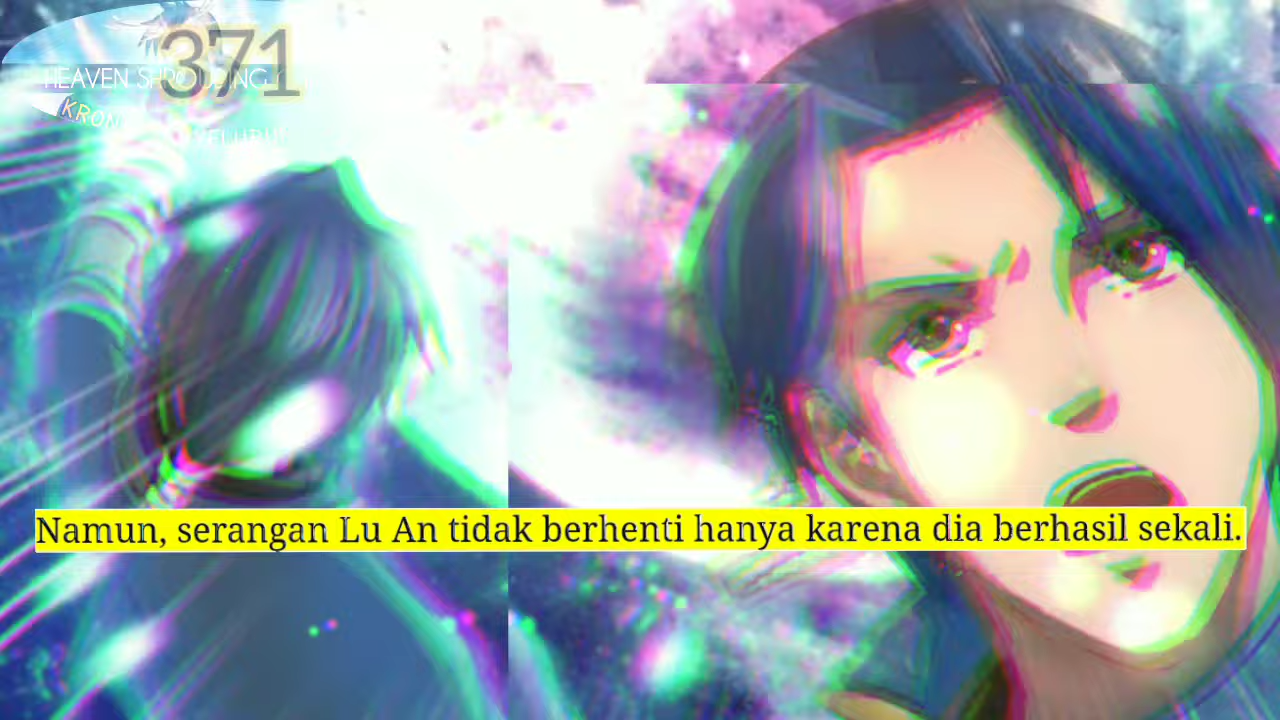 371
HEAVEN SHROUDING
Namun, serangan Lu An tidak berhenti hanya karena dia berhasil sekali.